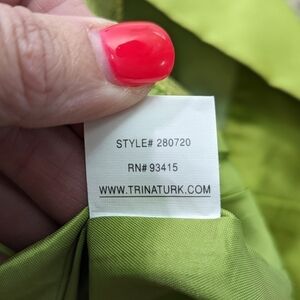 STYLE# 280720
RN# 93415
WWW.TRINATURK.COM